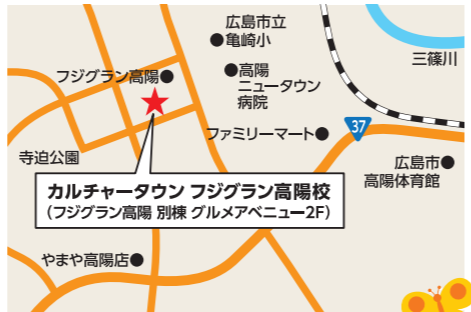 広島市立
亀崎小
三篠川
フジグラン高陽
高陽
ニュータウン
病院
ファミリーマート
37
寺迫公園
広島市
高陽体育館
カルチャータウン フジグラン高陽校
(フジグラン高陽 別棟 グルメアベニュー2F)
やまや高陽店